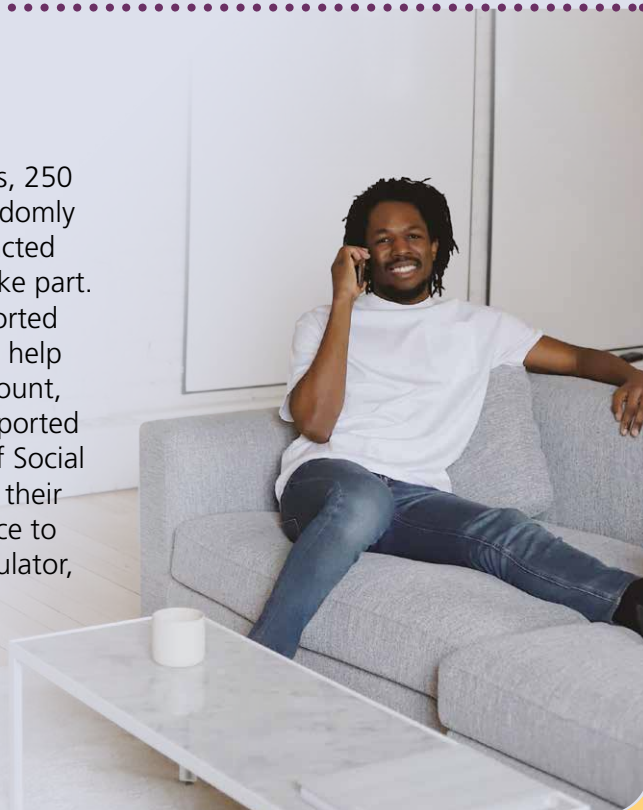 s, 250
domly
cted
ke part.
orted
help
ount,
ported
f Social
their
ce to
ulator,